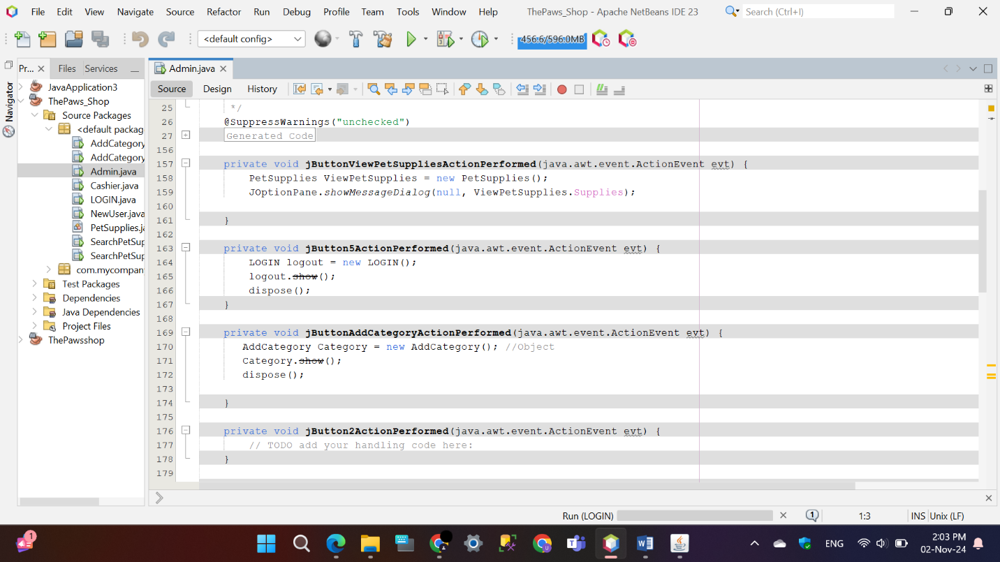 File Edit View Navigate Source Refactor Run Debug Profile Team Tools Window Help ThePaws_Shop - Apache NetBeans IDE 23 Search (Ctrl+I)
<default config> 456.6/596.0MB
Pr... Files Services
Admin.java
Source Design History
Navigator
JavaApplication3
ThePaws_Shop
Source Packages
<default packag
AddCategory
AddCategory
Admin.java
Cashier.java
LOGIN.java
NewUser.java
PetSupplies.ja
SearchPetSup
SearchPetSup
com.mycompan
Test Packages
Dependencies
Java Dependencies
Project Files
ThePawsshop
25 */
26 @SuppressWarnings("unchecked")
27 Generated Code
156
157 private void jButtonViewPetSuppliesActionPerformed(java.awt.event.ActionEvent evt) {
158 PetSupplies ViewPetSupplies = new PetSupplies();
159 JOptionPane.showMessageDialog(null, ViewPetSupplies.Supplies);
160
161 }
162
163 private void jButton5ActionPerformed(java.awt.event.ActionEvent evt) {
164 LOGIN logout = new LOGIN();
165 logout.show();
166 dispose();
167 }
168
169 private void jButtonAddCategoryActionPerformed(java.awt.event.ActionEvent evt) {
170 AddCategory Category = new AddCategory(); //Object
171 Category.show();
172 dispose();
173
174 }
175
176 private void jButton2ActionPerformed(java.awt.event.ActionEvent evt) {
177 // TODO add your handling code here:
178 }
179
Run (LOGIN) 1 1:3 INS Unix (LF)
1 ENG 2:03 PM
02-Nov-24